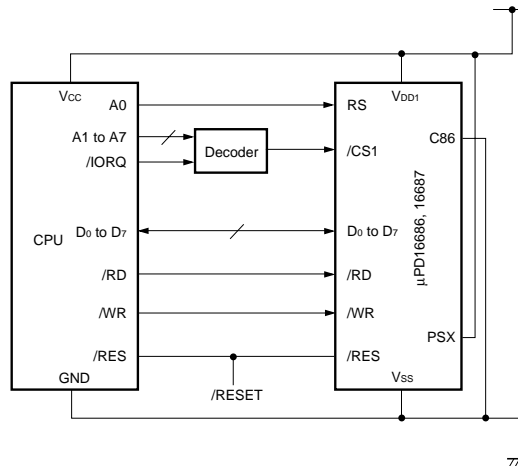 VCC
VDD1
A0
RS
A1 to A7
/IORQ
Decoder
/CS1
C86
CPU
D0 to D7
D0 to D7
μPD16686, 16687
/RD
/RD
/WR
/WR
PSX
/RES
/RES
GND
VSS
/RESET